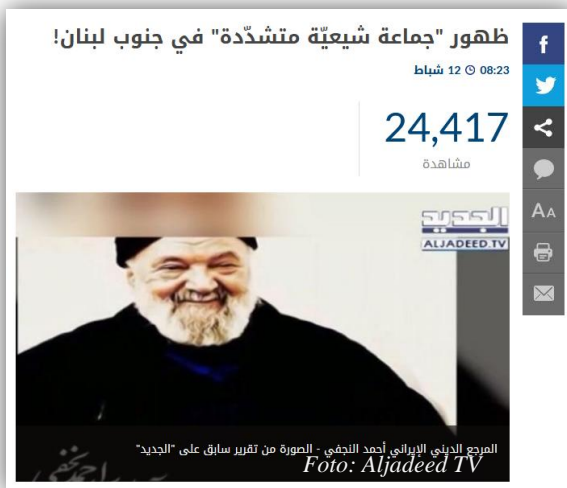 ظهور "جماعة شيعيّة متشدّدة" في جنوب لبنان!
08:23 12 شباط
24,417
مشاهدة
الجديد
ALJADEED.TV
المرجع الديني الإيراني أحمد النجفي - الصورة من تقرير سابق على "الجديد"
Foto: Aljadeed TV
f
AA